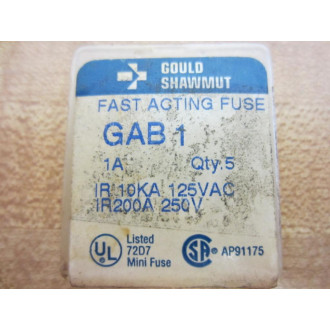 GOULD
SHAWMUT
FAST ACTING FUSE
GAB 1
1A Qty.5
IR 10KA 125VAC
IR200A 250V
UL Listed
72D7
Mini Fuse
SA AP91175